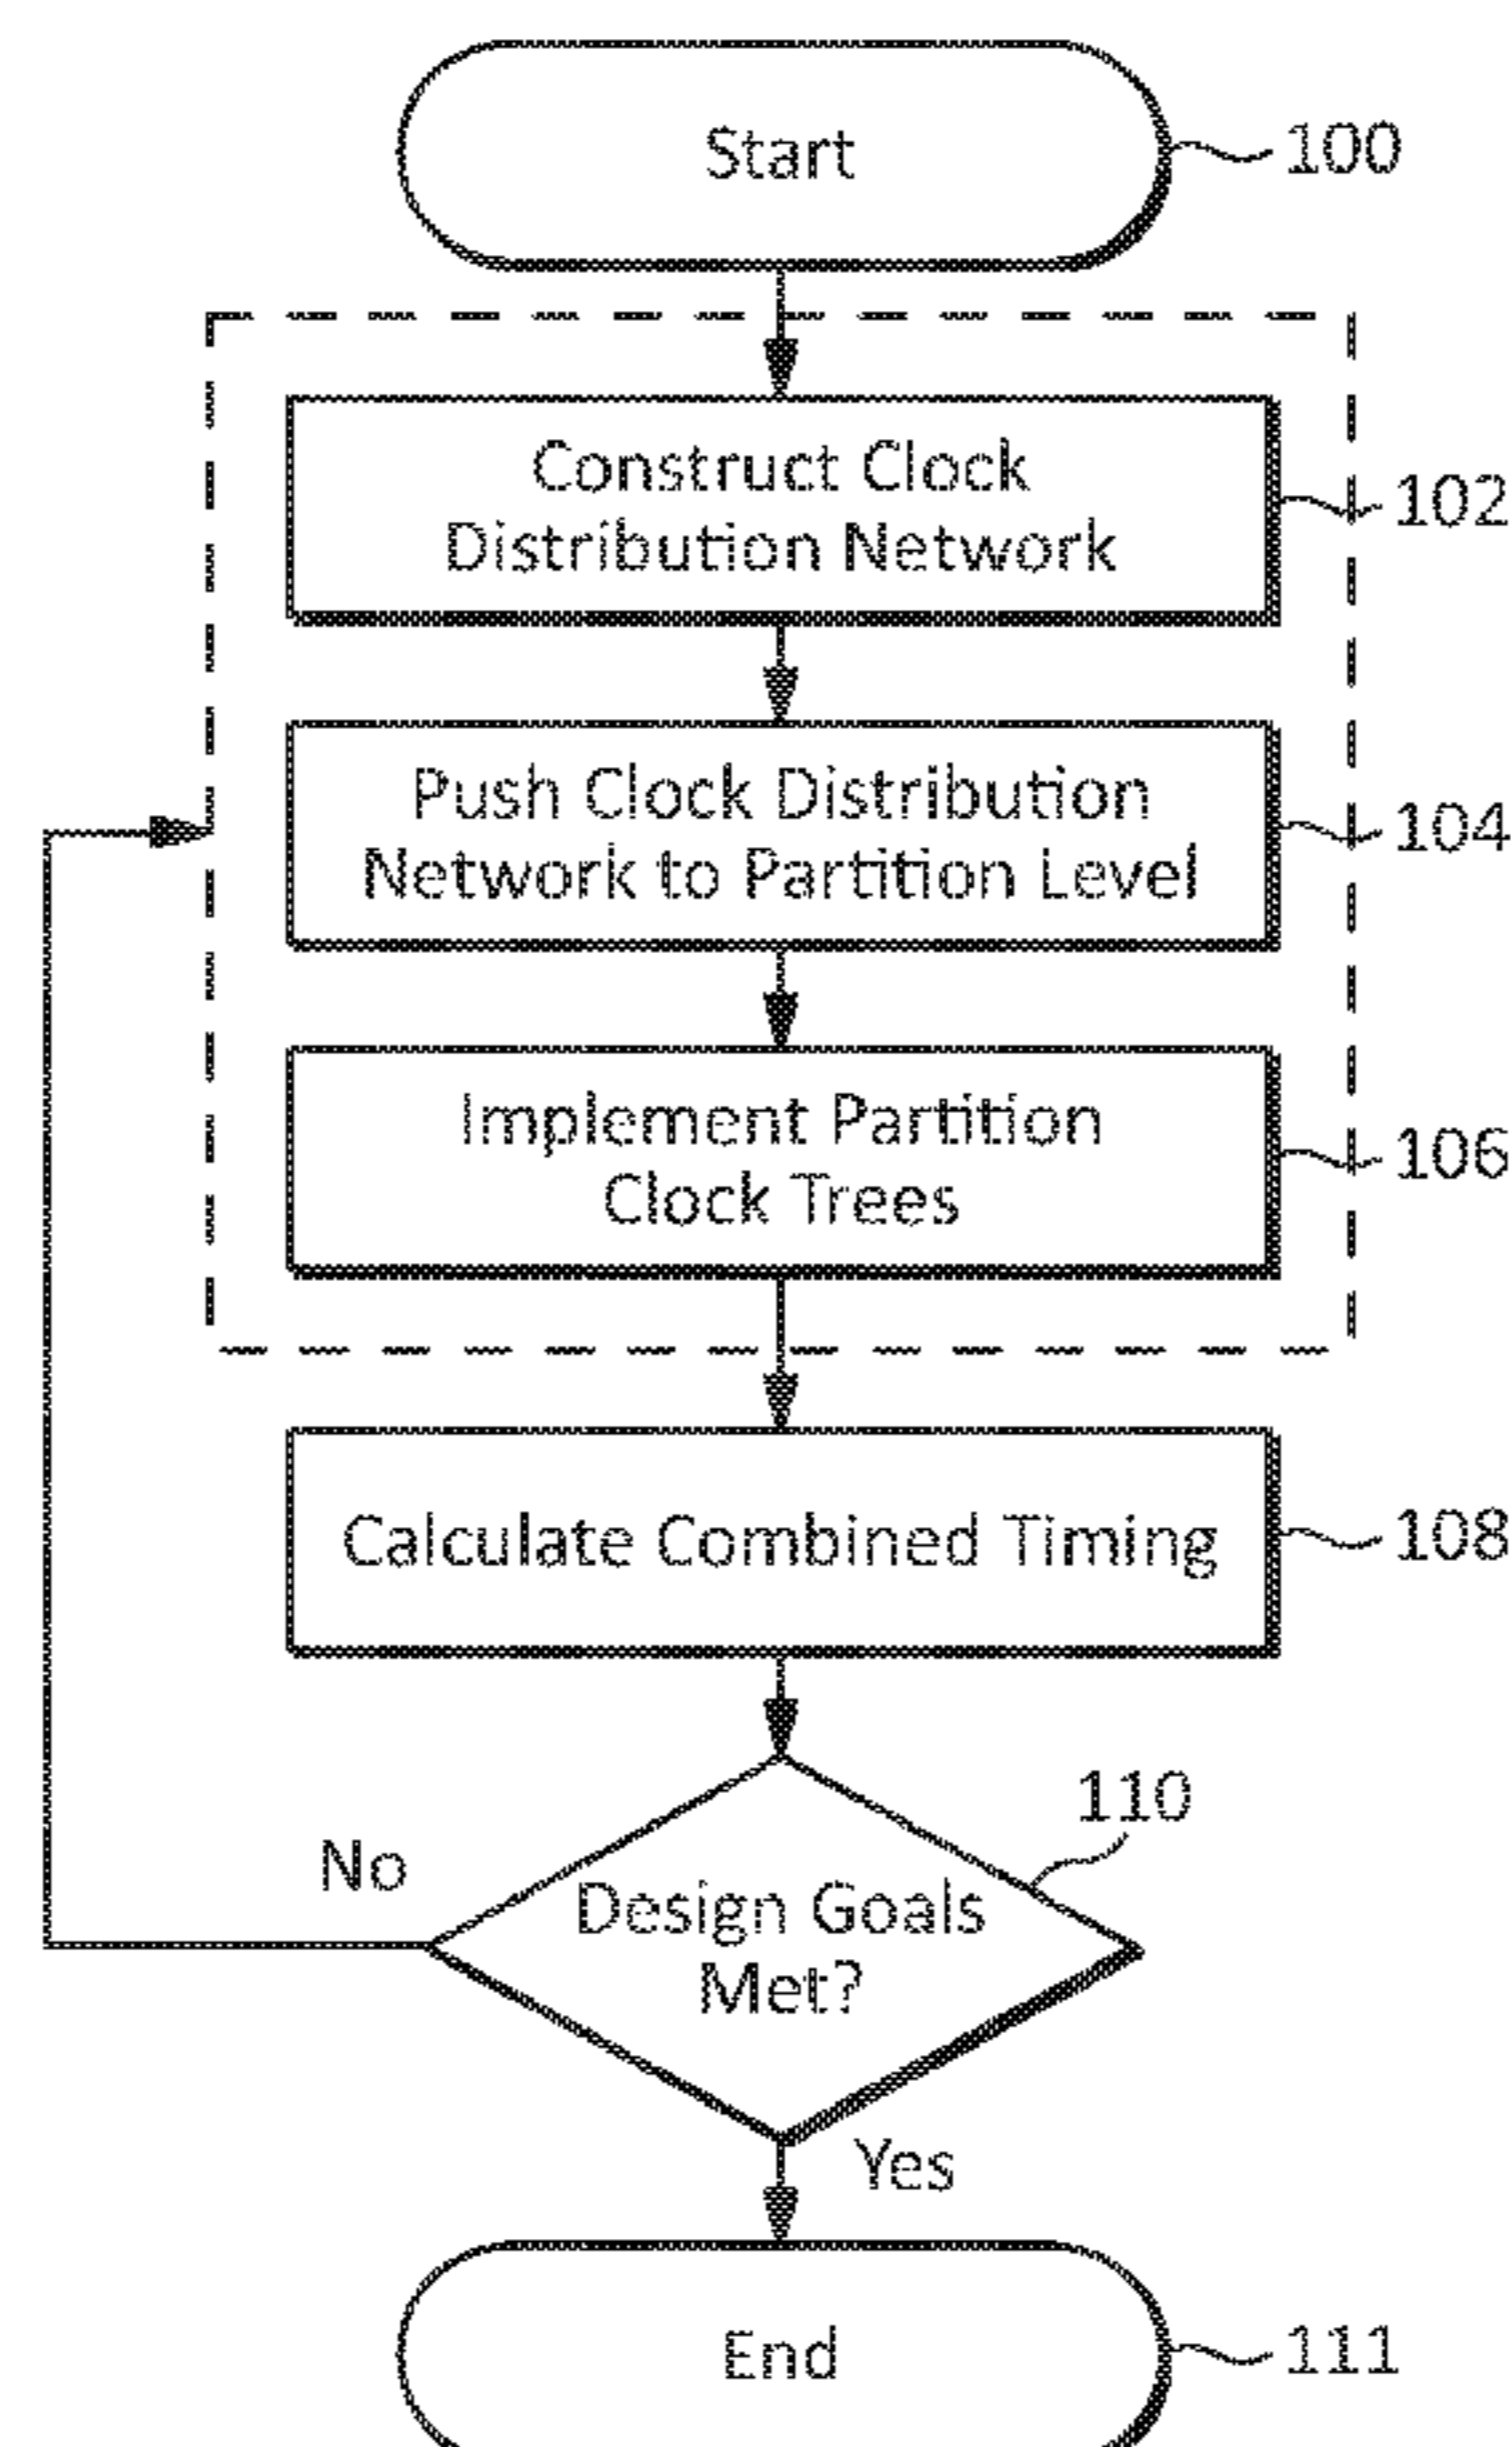 Start
100
Construct Clock
Distribution Network
102
Push Clock Distribution
Network to Partition Level
104
Implement Partition
Clock Trees
106
Calculate Combined Timing
108
110
No
Design Goals
Met?
Yes
End
111